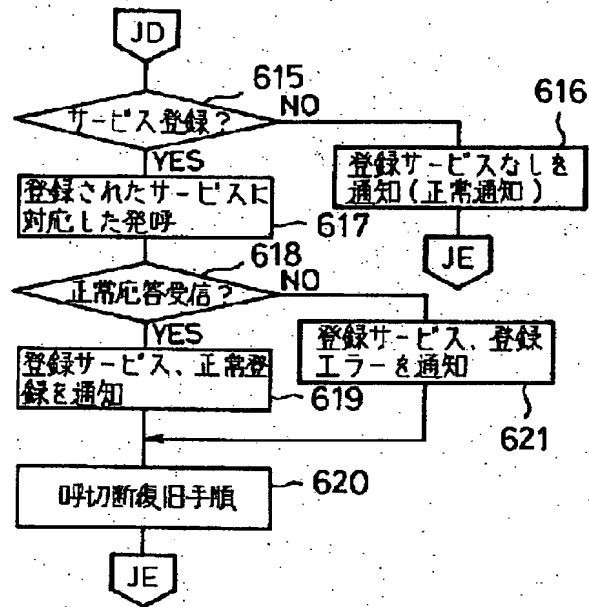 JD
615
サービス登録?
NO
616
YES
登録サービスなしを
通知(正常通知)
登録されたサービスに
対応した発呼
617
JE
618
正常応答受信?
NO
YES
登録サービス、登録
エラーを通知
登録サービス、正常登
録を通知
619
621
呼切断復旧手順
620
JE